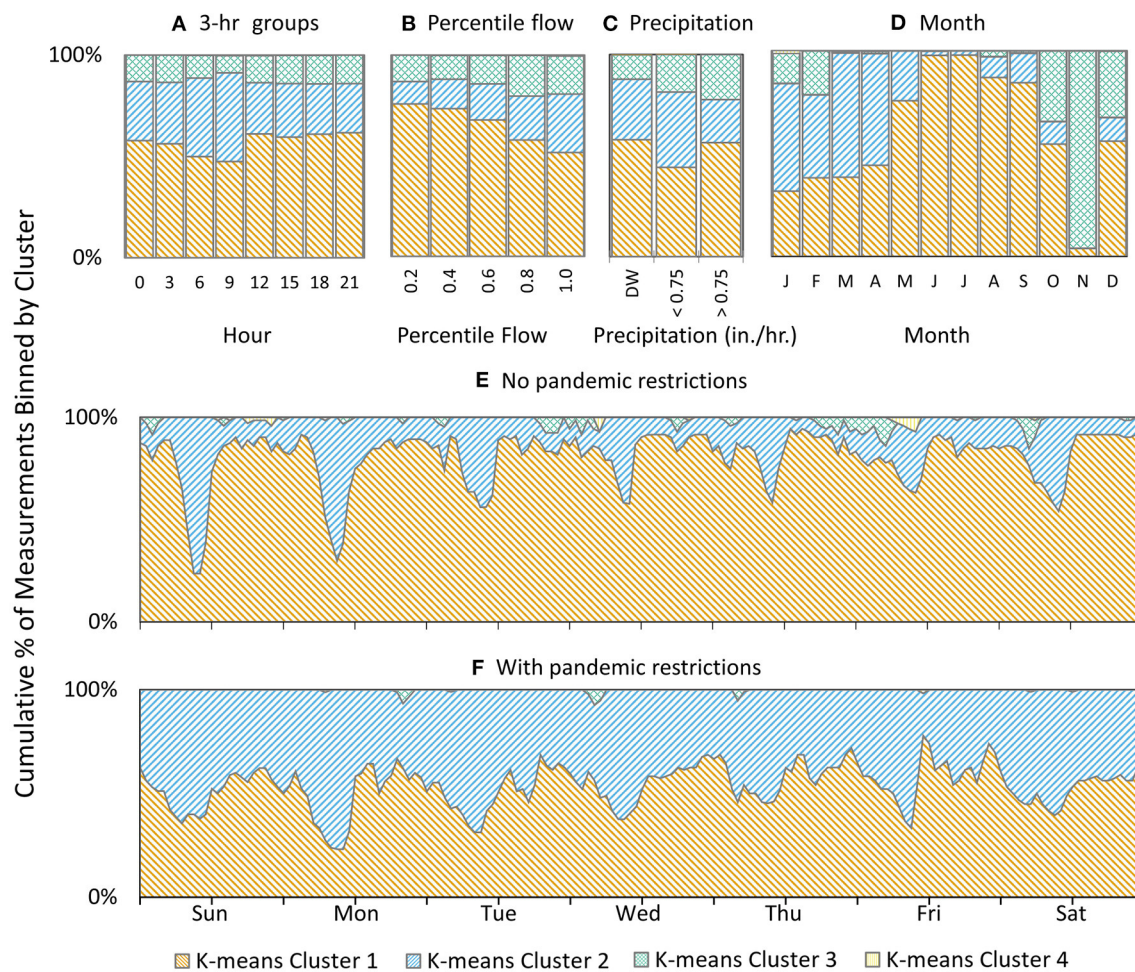 A 3-hr groups B Percentile flow C Precipitation D Month
100%
0%
0 3 6 9 12 15 18 21 0.2 0.4 0.6 0.8 1.0 DW < 0.75 > 0.75 J F M A M J J A S O N D
Hour Percentile Flow Precipitation (in./hr.) Month
Cumulative % of Measurements Binned by Cluster
E No pandemic restrictions
100%
0%
F With pandemic restrictions
100%
0%
Sun Mon Tue Wed Thu Fri Sat
K-means Cluster 1 K-means Cluster 2 K-means Cluster 3 K-means Cluster 4